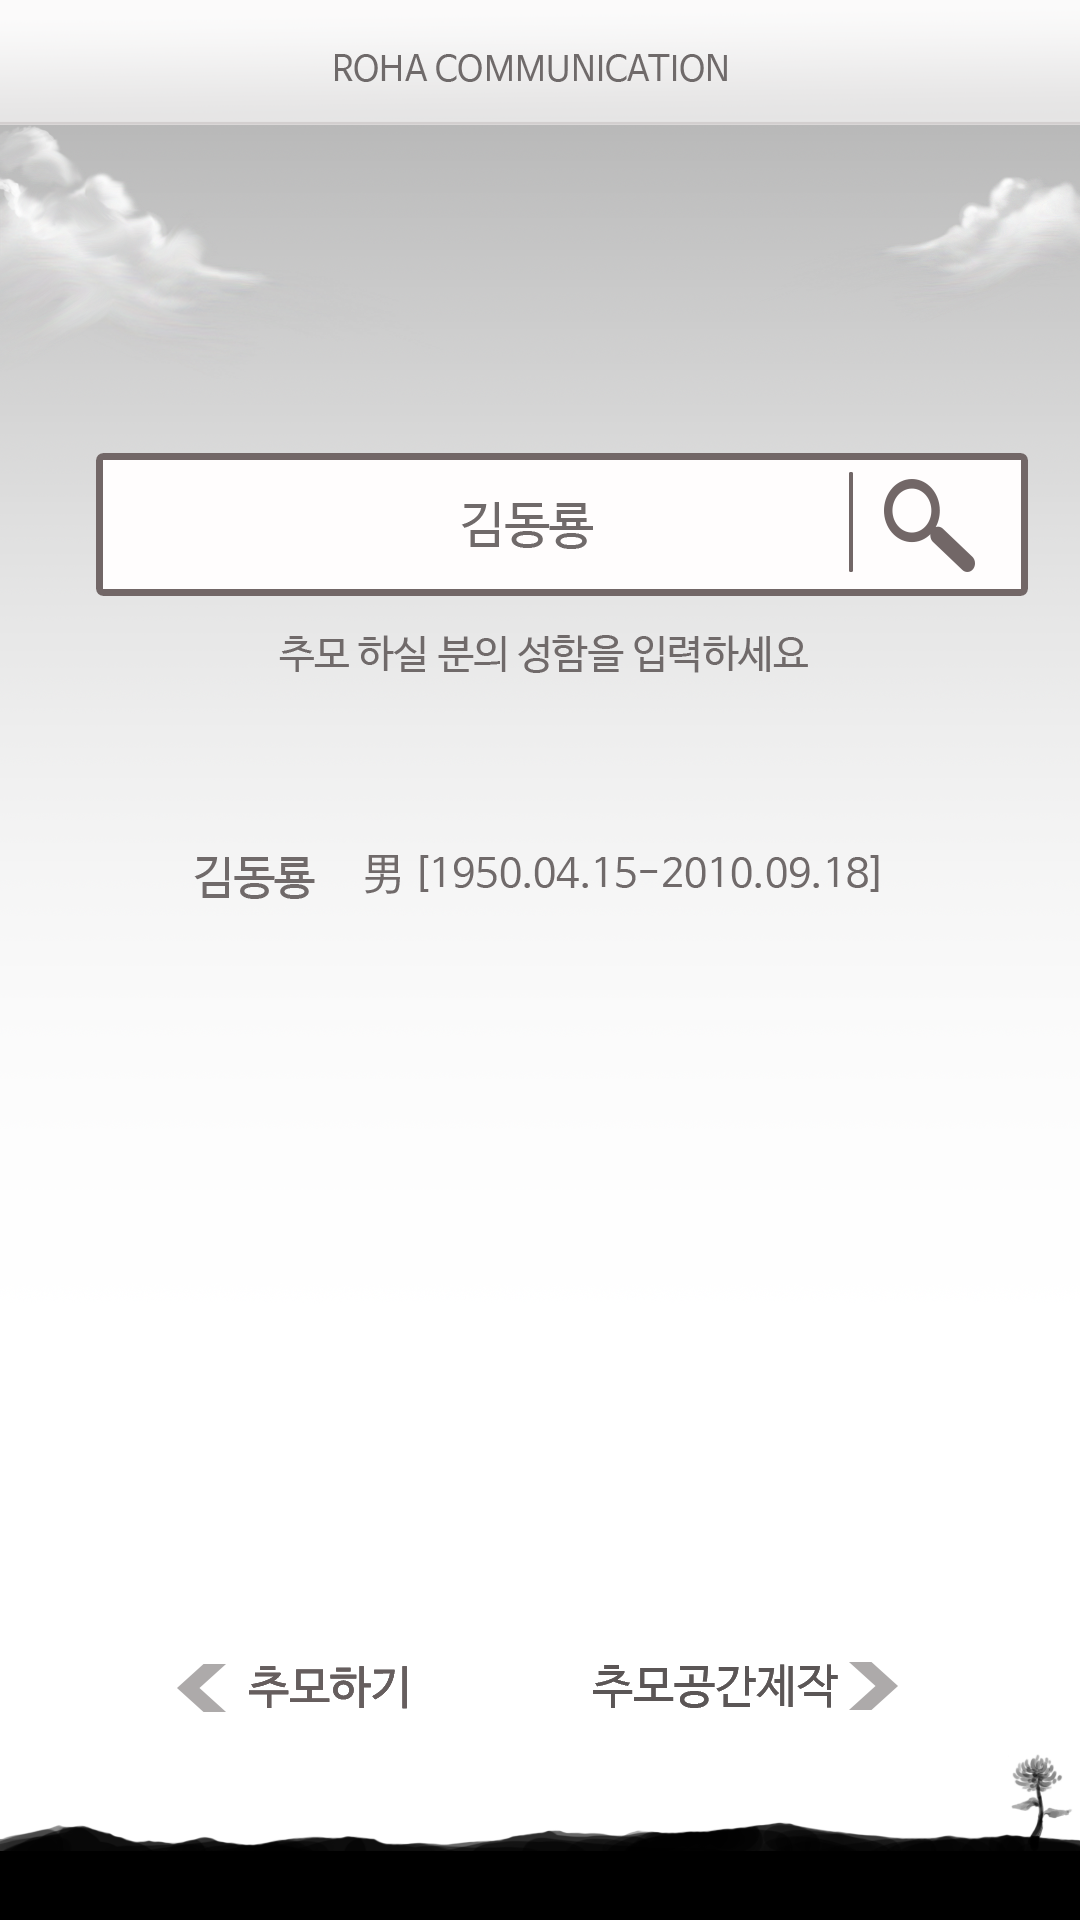 ROHA COMMUNICATION
김동룡
추모 하실 분의 성함을 입력하세요
김동룡 男 [1950.04.15-2010.09.18]
추모하기 추모공간제작